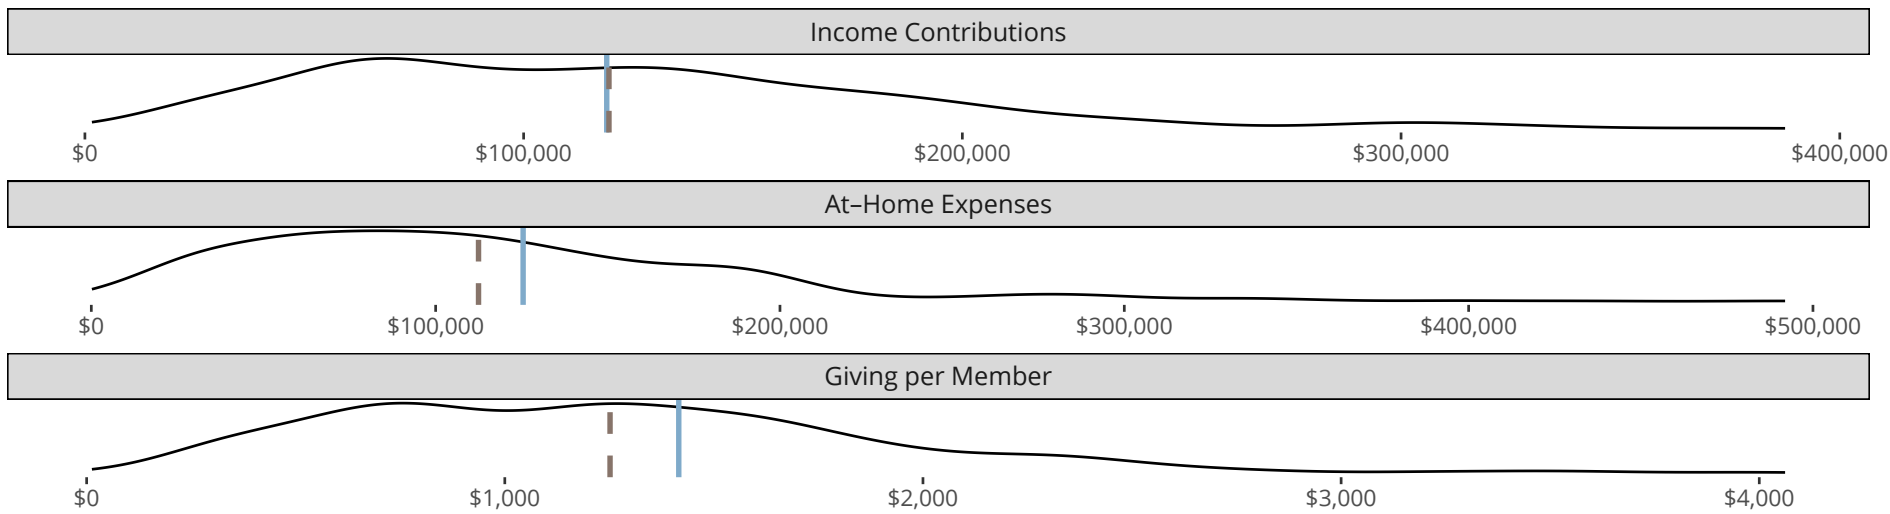 Income Contributions
$0 $100,000 $200,000 $300,000 $400,000
At–Home Expenses
$0 $100,000 $200,000 $300,000 $400,000 $500,000
Giving per Member
$0 $1,000 $2,000 $3,000 $4,000